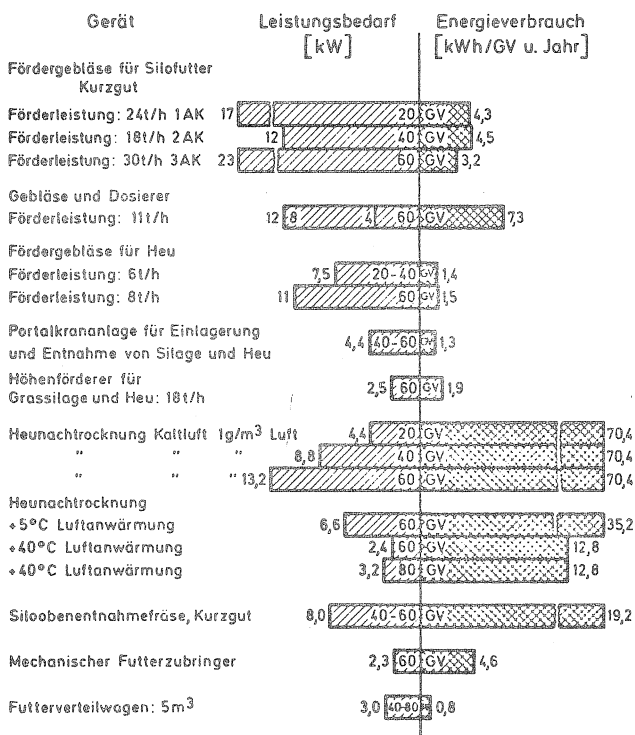 Gerät Leistungsbedarf Energieverbrauch
[kW] [kWh/GV u. Jahr]
Fördergebläse für Silofutter
Kurzgut
Förderleistung: 24t/h 1AK 17 20 GV 4,3
Förderleistung: 18t/h 2AK 12 40 GV 4,5
Förderleistung: 30t/h 3AK 23 60 GV 3,2
Gebläse und Dosierer
Förderleistung: 11t/h 12 8 4 60 GV 7,3
Fördergebläse für Heu
Förderleistung: 6t/h 7,5 20-40 GV 1,4
Förderleistung: 8t/h 11 60 GV 1,5
Portalkrananlage für Einlagerung
und Entnahme von Silage und Heu 4,4 40-60 GV 1,3
Höhenförderer für
Grassilage und Heu: 18t/h 2,5 60 GV 1,9
Heunachtrocknung Kaltluft 1g/m³ Luft 4,4 20 GV 70,4
" " " 8,8 40 GV 70,4
" " " 13,2 60 GV 70,4
Heunachtrocknung
+5°C Luftanwärmung 6,6 60 GV 35,2
+40°C Luftanwärmung 2,4 60 GV 12,8
+40°C Luftanwärmung 3,2 80 GV 12,8
Siloobenentnahmefräse, Kurzgut 8,0 40-60 GV 19,2
Mechanischer Futterzubringer 2,3 60 GV 4,6
Futterverteilwagen: 5m³ 3,0 40-80 0,8